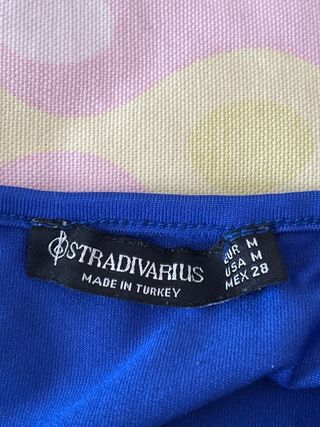 STRADIVARIUS
MADE IN TURKEY
EUR M
USA M
MEX 28